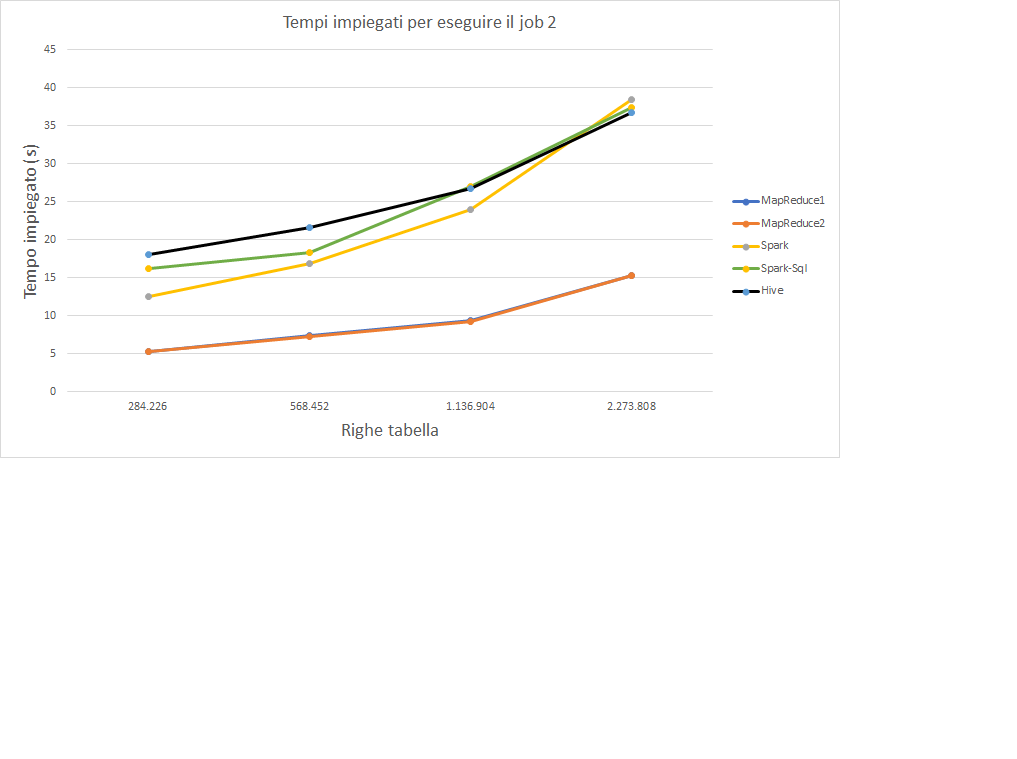 Tempi impiegati per eseguire il job 2
45
40
35
30
25
20
15
10
5
0
Tempo impiegato (s)
284.226
568.452
1.136.904
2.273.808
Righe tabella
MapReduce1
MapReduce2
Spark
Spark-Sql
Hive